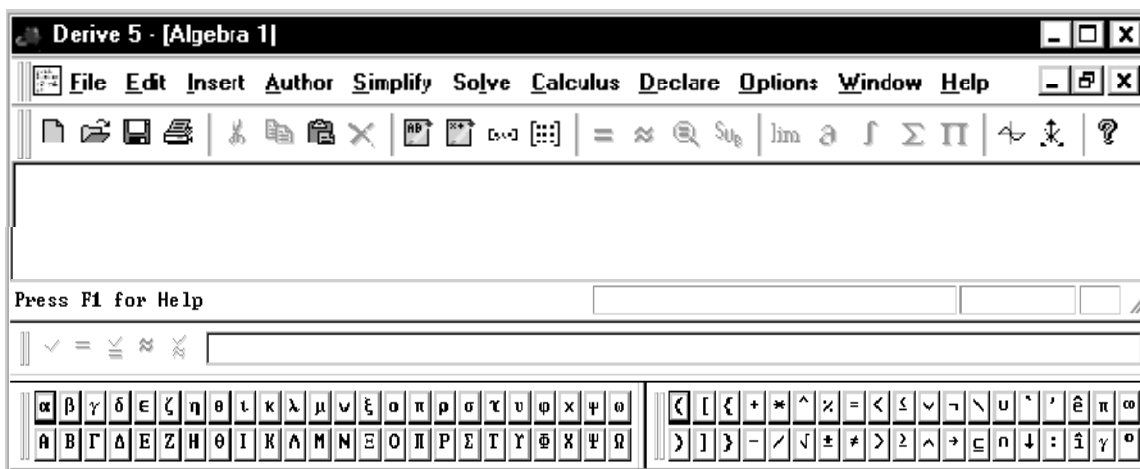 Derive 5 - [Algebra 1]
File Edit Insert Author Simplify Solve Calculus Declare Options Window Help
= ≈ SUB lim ∂ ∫ Σ Π ?
Press F1 for Help
✓ = ≈
α β γ δ ε ζ η θ ι κ λ μ ν ξ ο π ρ σ τ υ φ χ ψ ω ( [ { + * ^ % = < ≤ ∨ ¬ \ ∪ ` ' ê π ∞
Α Β Γ Δ Ε Ζ Η Θ Ι Κ Λ Μ Ν Ξ Ο Π Ρ Σ Τ Υ Φ Χ Ψ Ω ) ] } - / √ ± ≠ > ≥ ∧ → ⊆ ∩ ↓ : î γ °